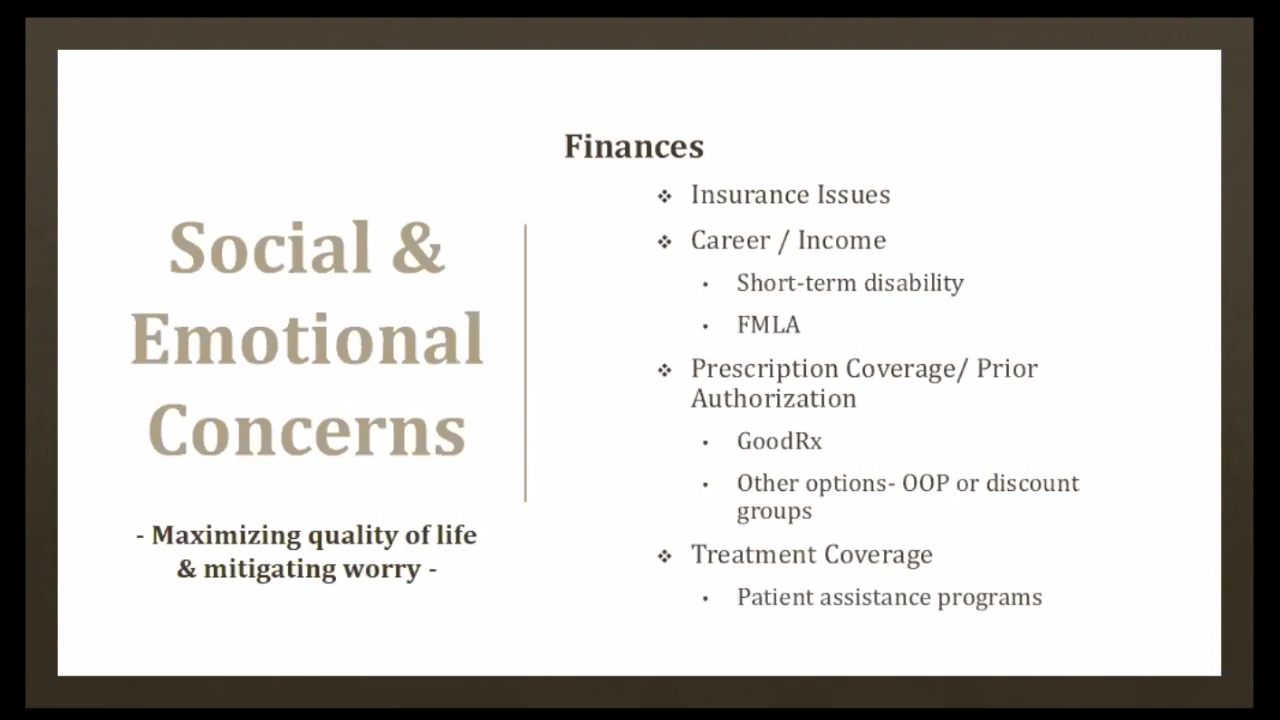 Social &
Emotional
Concerns
- Maximizing quality of life
& mitigating worry -
Finances
❖ Insurance Issues
❖ Career / Income
• Short-term disability
• FMLA
❖ Prescription Coverage/ Prior
Authorization
• GoodRx
• Other options- OOP or discount
groups
❖ Treatment Coverage
• Patient assistance programs